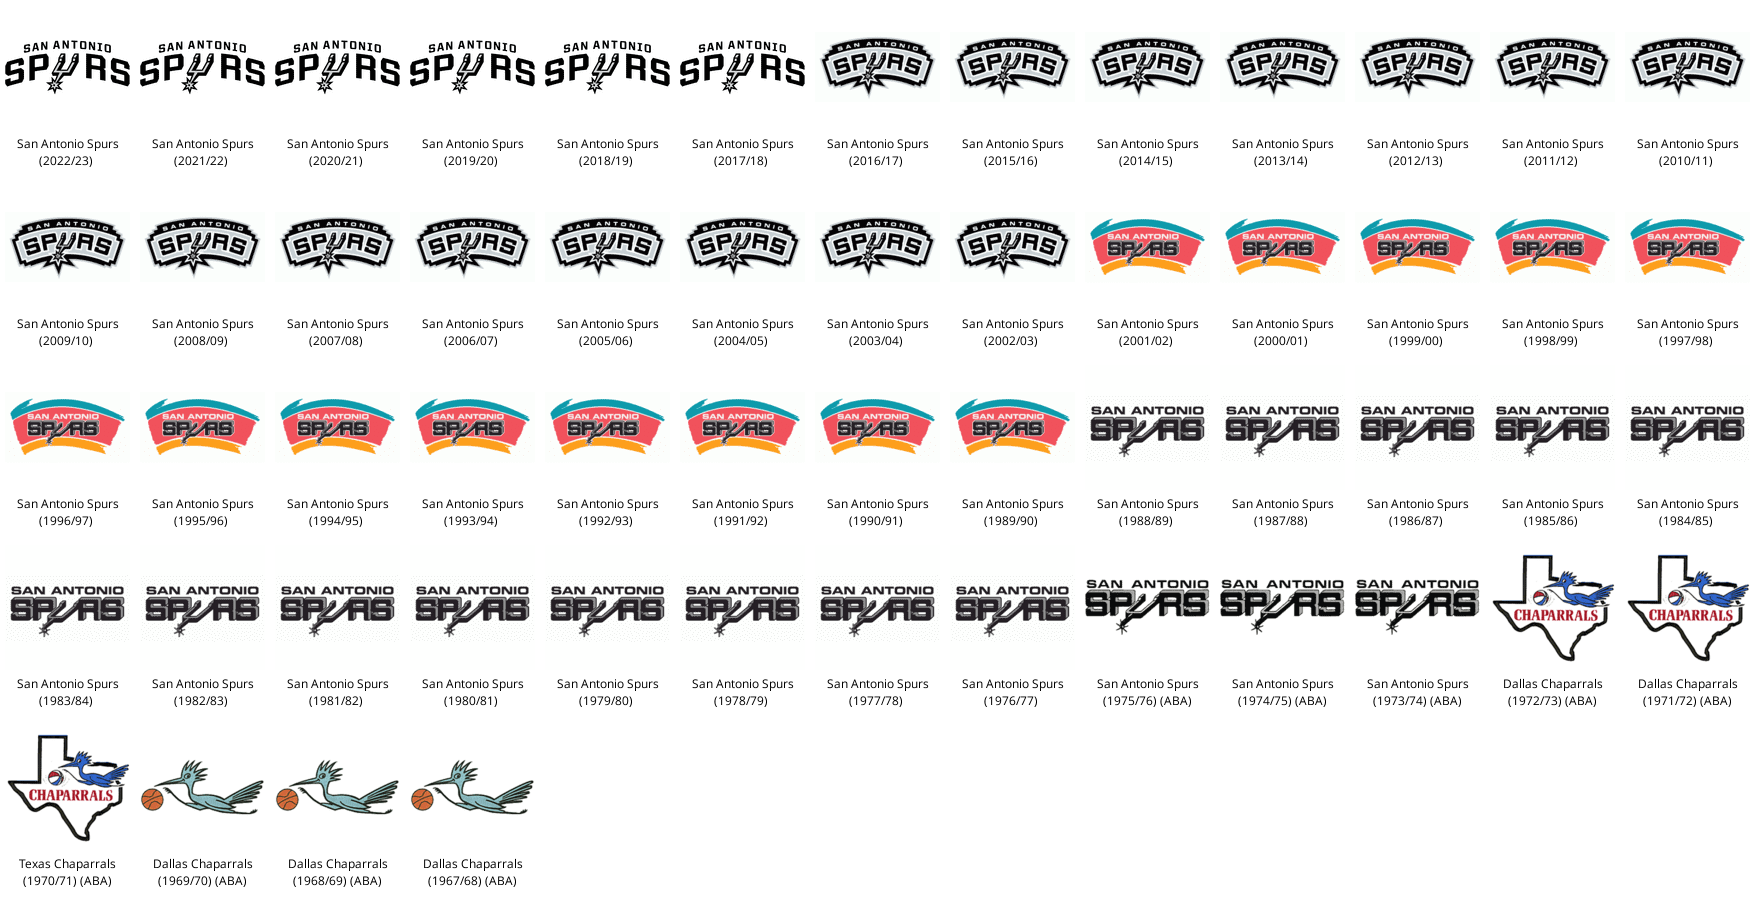 SAN ANTONIO SAN ANTONIO SAN ANTONIO SAN ANTONIO SAN ANTONIO SAN ANTONIO SAN ANTONIO SAN ANTONIO SAN ANTONIO SAN ANTONIO SAN ANTONIO SAN ANTONIO SAN ANTONIO
SPURS SPURS SPURS SPURS SPURS SPURS SPURS SPURS SPURS SPURS SPURS SPURS SPURS
San Antonio Spurs San Antonio Spurs San Antonio Spurs San Antonio Spurs San Antonio Spurs San Antonio Spurs San Antonio Spurs San Antonio Spurs San Antonio Spurs San Antonio Spurs San Antonio Spurs San Antonio Spurs San Antonio Spurs
(2022/23) (2021/22) (2020/21) (2019/20) (2018/19) (2017/18) (2016/17) (2015/16) (2014/15) (2013/14) (2012/13) (2011/12) (2010/11)
SAN ANTONIO SAN ANTONIO SAN ANTONIO SAN ANTONIO SAN ANTONIO SAN ANTONIO SAN ANTONIO SAN ANTONIO SAN ANTONIO SAN ANTONIO SAN ANTONIO SAN ANTONIO SAN ANTONIO
SPURS SPURS SPURS SPURS SPURS SPURS SPURS SPURS SPURS SPURS SPURS SPURS SPURS
San Antonio Spurs San Antonio Spurs San Antonio Spurs San Antonio Spurs San Antonio Spurs San Antonio Spurs San Antonio Spurs San Antonio Spurs San Antonio Spurs San Antonio Spurs San Antonio Spurs San Antonio Spurs San Antonio Spurs
(2009/10) (2008/09) (2007/08) (2006/07) (2005/06) (2004/05) (2003/04) (2002/03) (2001/02) (2000/01) (1999/00) (1998/99) (1997/98)
SAN ANTONIO SAN ANTONIO SAN ANTONIO SAN ANTONIO SAN ANTONIO SAN ANTONIO SAN ANTONIO SAN ANTONIO SAN ANTONIO SAN ANTONIO SAN ANTONIO SAN ANTONIO SAN ANTONIO
SPURS SPURS SPURS SPURS SPURS SPURS SPURS SPURS SPURS SPURS SPURS SPURS SPURS
San Antonio Spurs San Antonio Spurs San Antonio Spurs San Antonio Spurs San Antonio Spurs San Antonio Spurs San Antonio Spurs San Antonio Spurs San Antonio Spurs San Antonio Spurs San Antonio Spurs San Antonio Spurs San Antonio Spurs
(1996/97) (1995/96) (1994/95) (1993/94) (1992/93) (1991/92) (1990/91) (1989/90) (1988/89) (1987/88) (1986/87) (1985/86) (1984/85)
SAN ANTONIO SAN ANTONIO SAN ANTONIO SAN ANTONIO SAN ANTONIO SAN ANTONIO SAN ANTONIO SAN ANTONIO SAN ANTONIO SAN ANTONIO SAN ANTONIO
SPURS SPURS SPURS SPURS SPURS SPURS SPURS SPURS SPURS SPURS SPURS CHAPARRALS CHAPARRALS
San Antonio Spurs San Antonio Spurs San Antonio Spurs San Antonio Spurs San Antonio Spurs San Antonio Spurs San Antonio Spurs San Antonio Spurs San Antonio Spurs San Antonio Spurs San Antonio Spurs Dallas Chaparrals Dallas Chaparrals
(1983/84) (1982/83) (1981/82) (1980/81) (1979/80) (1978/79) (1977/78) (1976/77) (1975/76) (ABA) (1974/75) (ABA) (1973/74) (ABA) (1972/73) (ABA) (1971/72) (ABA)
CHAPARRALS
Texas Chaparrals Dallas Chaparrals Dallas Chaparrals Dallas Chaparrals
(1970/71) (ABA) (1969/70) (ABA) (1968/69) (ABA) (1967/68) (ABA)